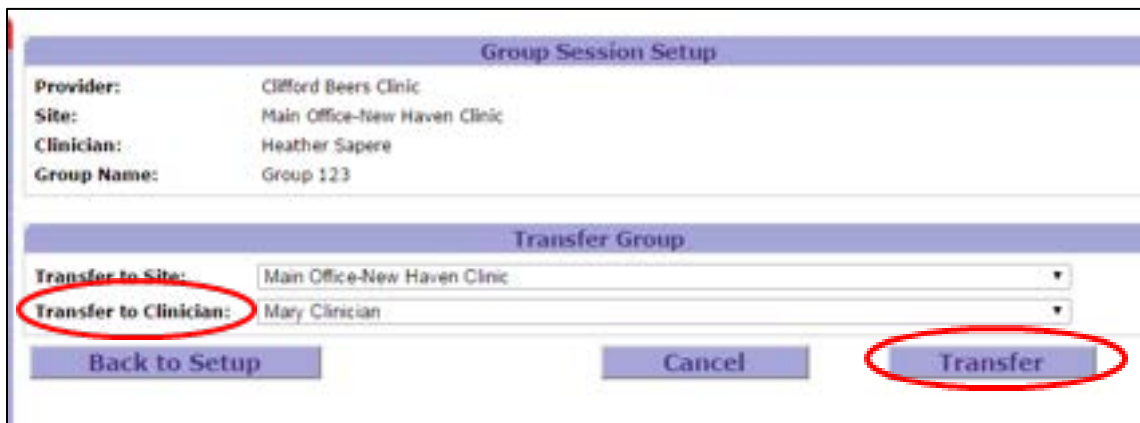 Group Session Setup
Provider: Clifford Beers Clinic
Site: Main Office-New Haven Clinic
Clinician: Heather Sapere
Group Name: Group 123
Transfer Group
Transfer to Site: Main Office-New Haven Clinic
Transfer to Clinician: Mary Clinician
Back to Setup Cancel Transfer